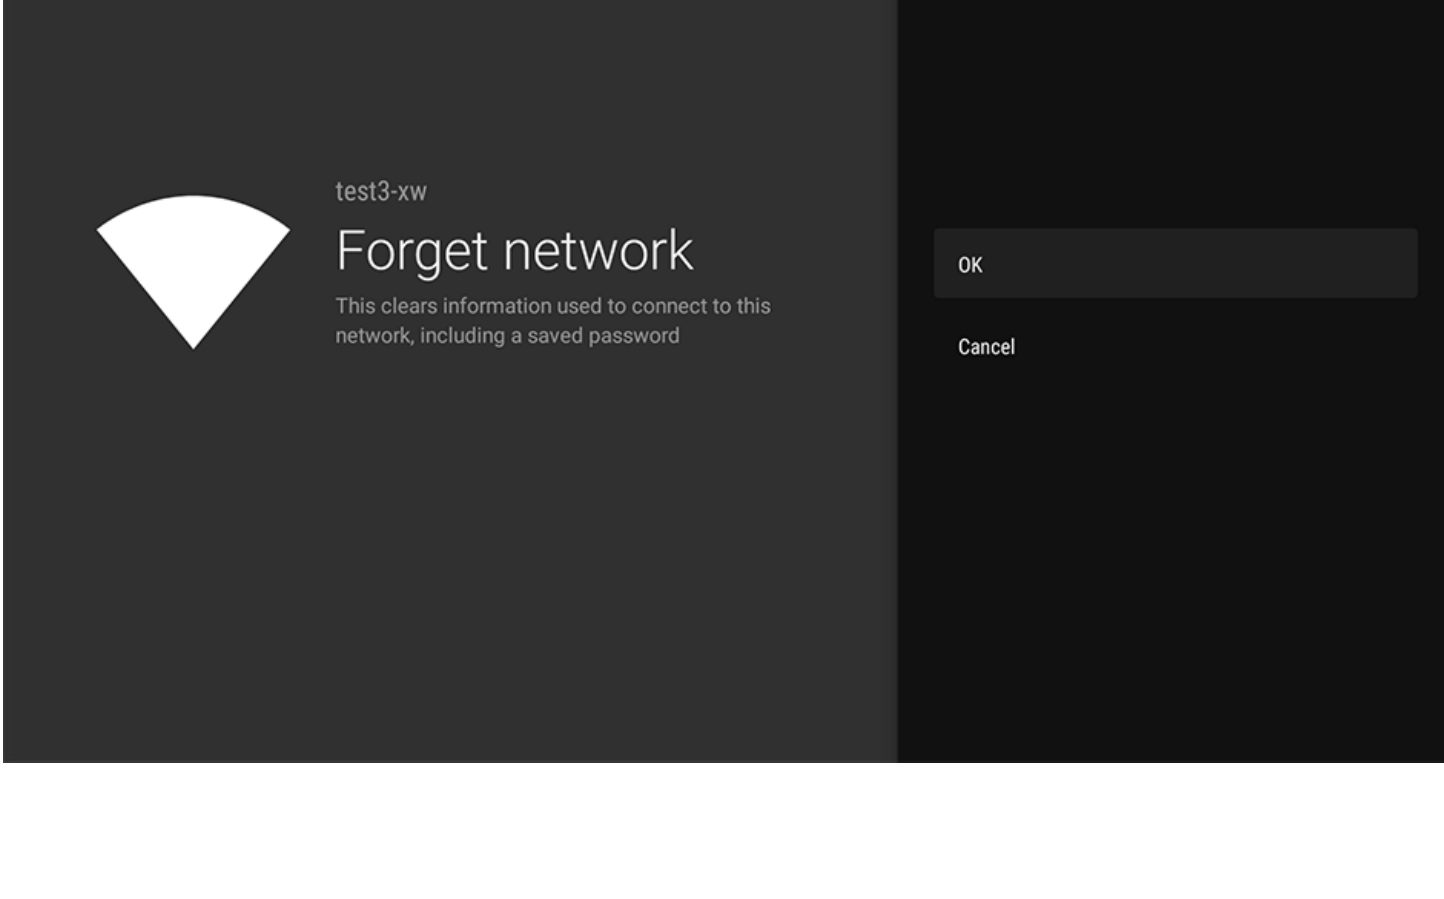 test3-xw
Forget network
This clears information used to connect to this
network, including a saved password
OK
Cancel